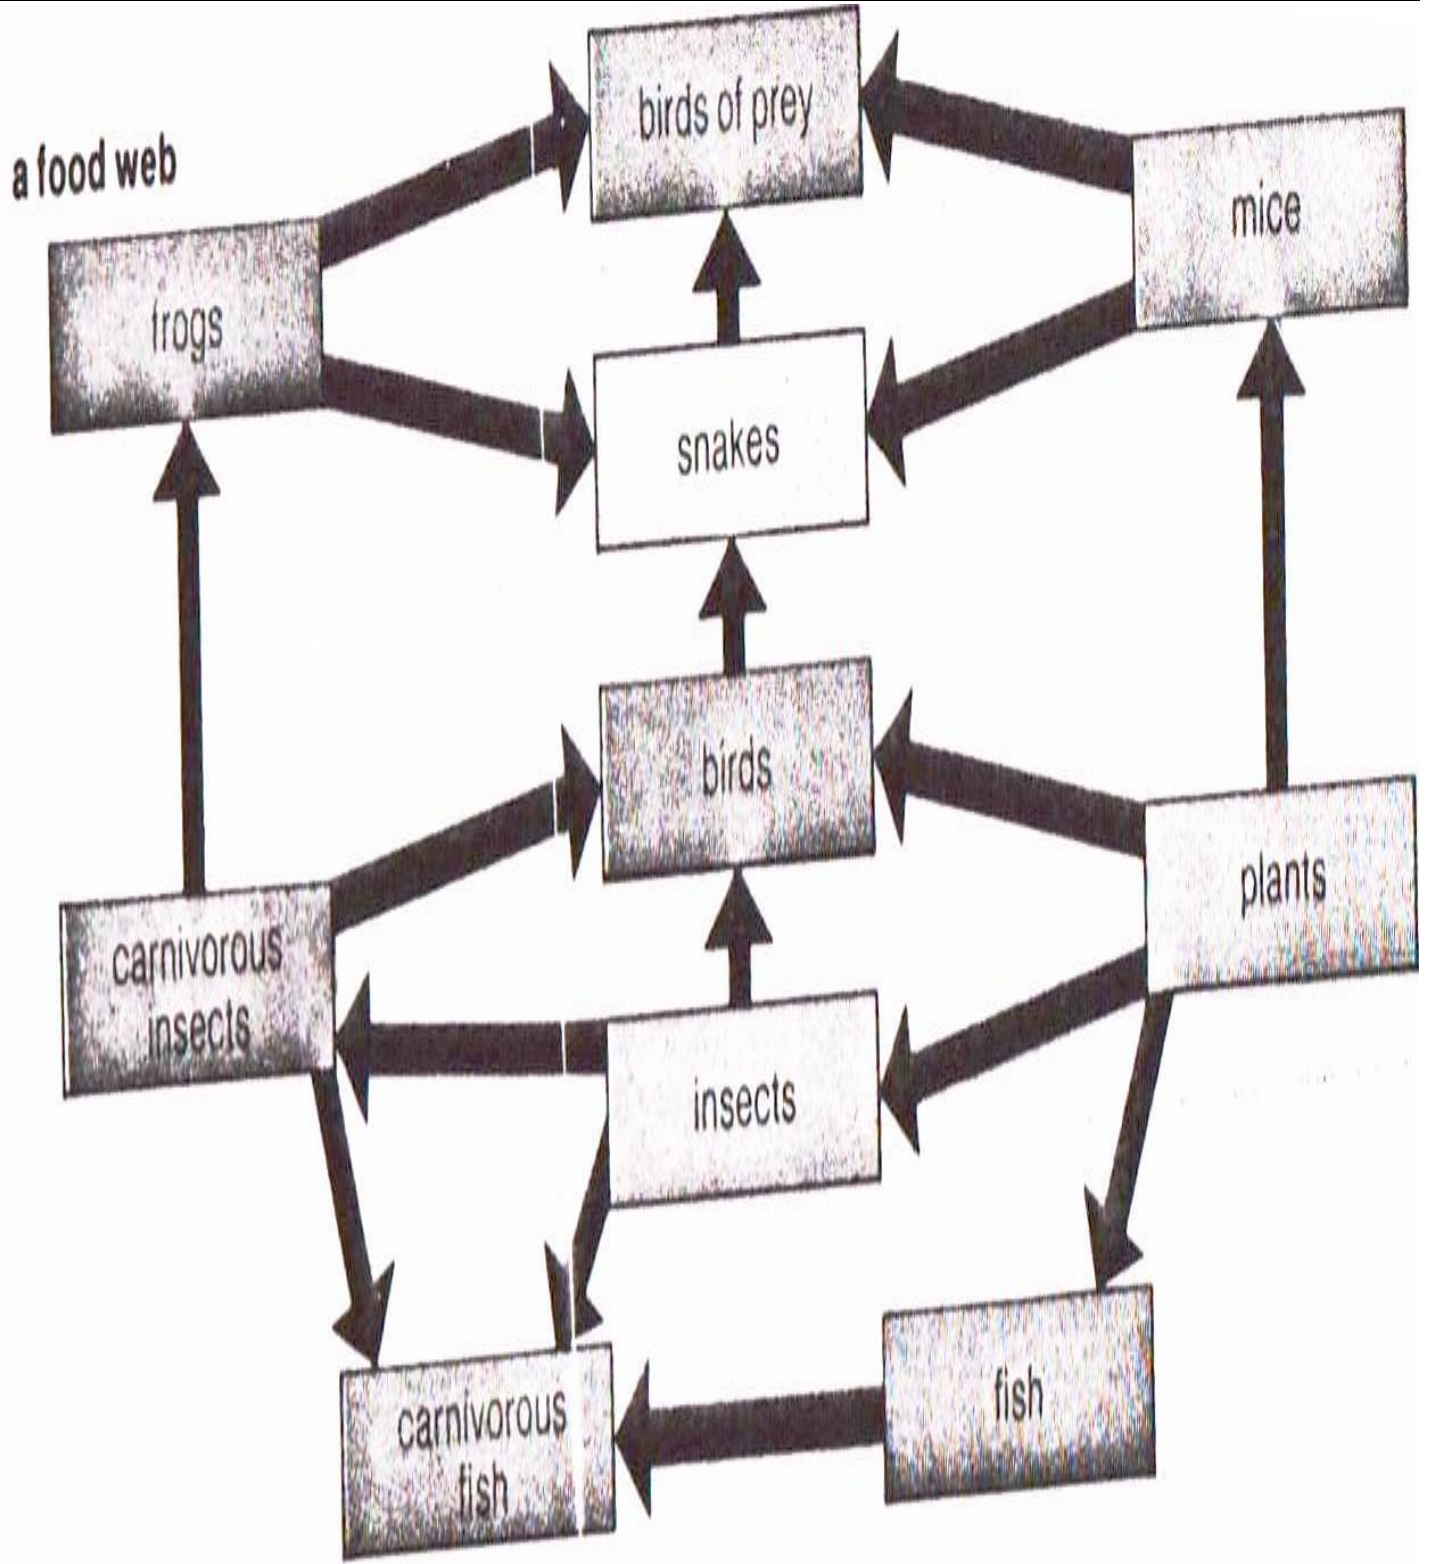 birds of prey
a food web
mice
frogs
snakes
birds
plants
carnivorous
insects
insects
fish
carnivorous
fish